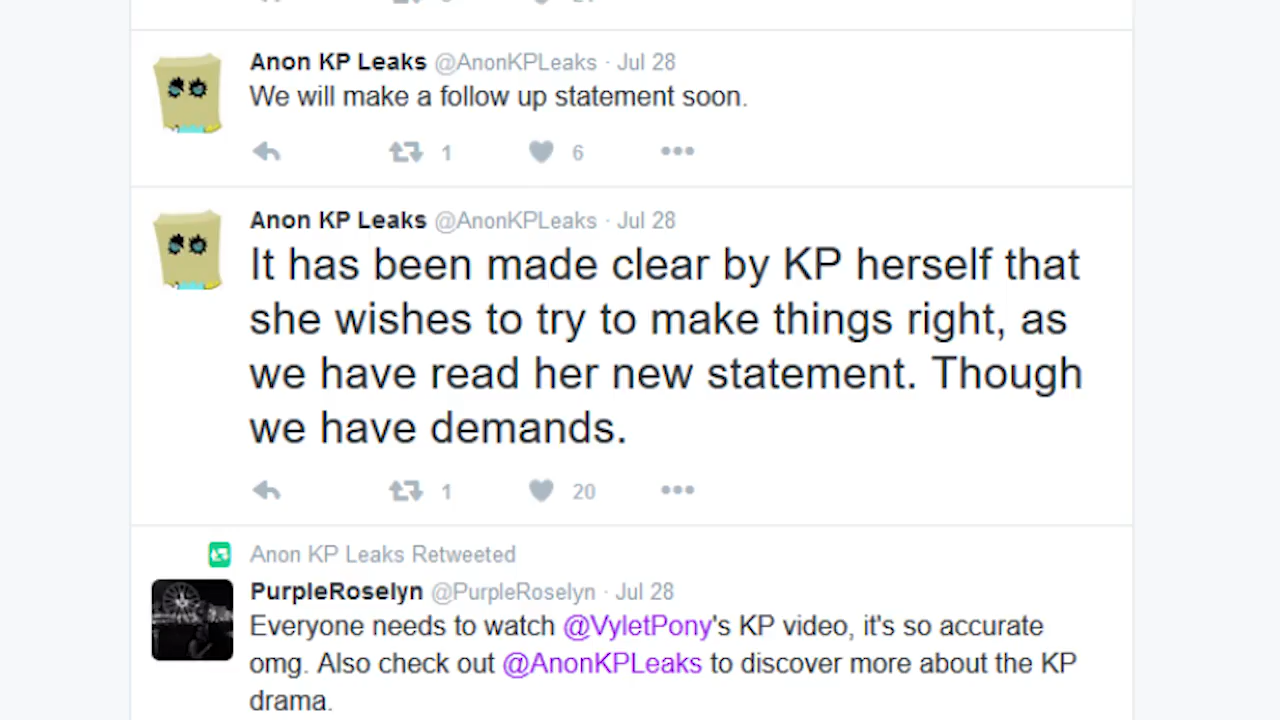 Anon KP Leaks @AnonKPLeaks · Jul 28
We will make a follow up statement soon.
1 6
Anon KP Leaks @AnonKPLeaks · Jul 28
It has been made clear by KP herself that
she wishes to try to make things right, as
we have read her new statement. Though
we have demands.
1 20
Anon KP Leaks Retweeted
PurpleRoselyn @PurpleRoselyn · Jul 28
Everyone needs to watch @VyletPony's KP video, it's so accurate
omg. Also check out @AnonKPLeaks to discover more about the KP
drama.